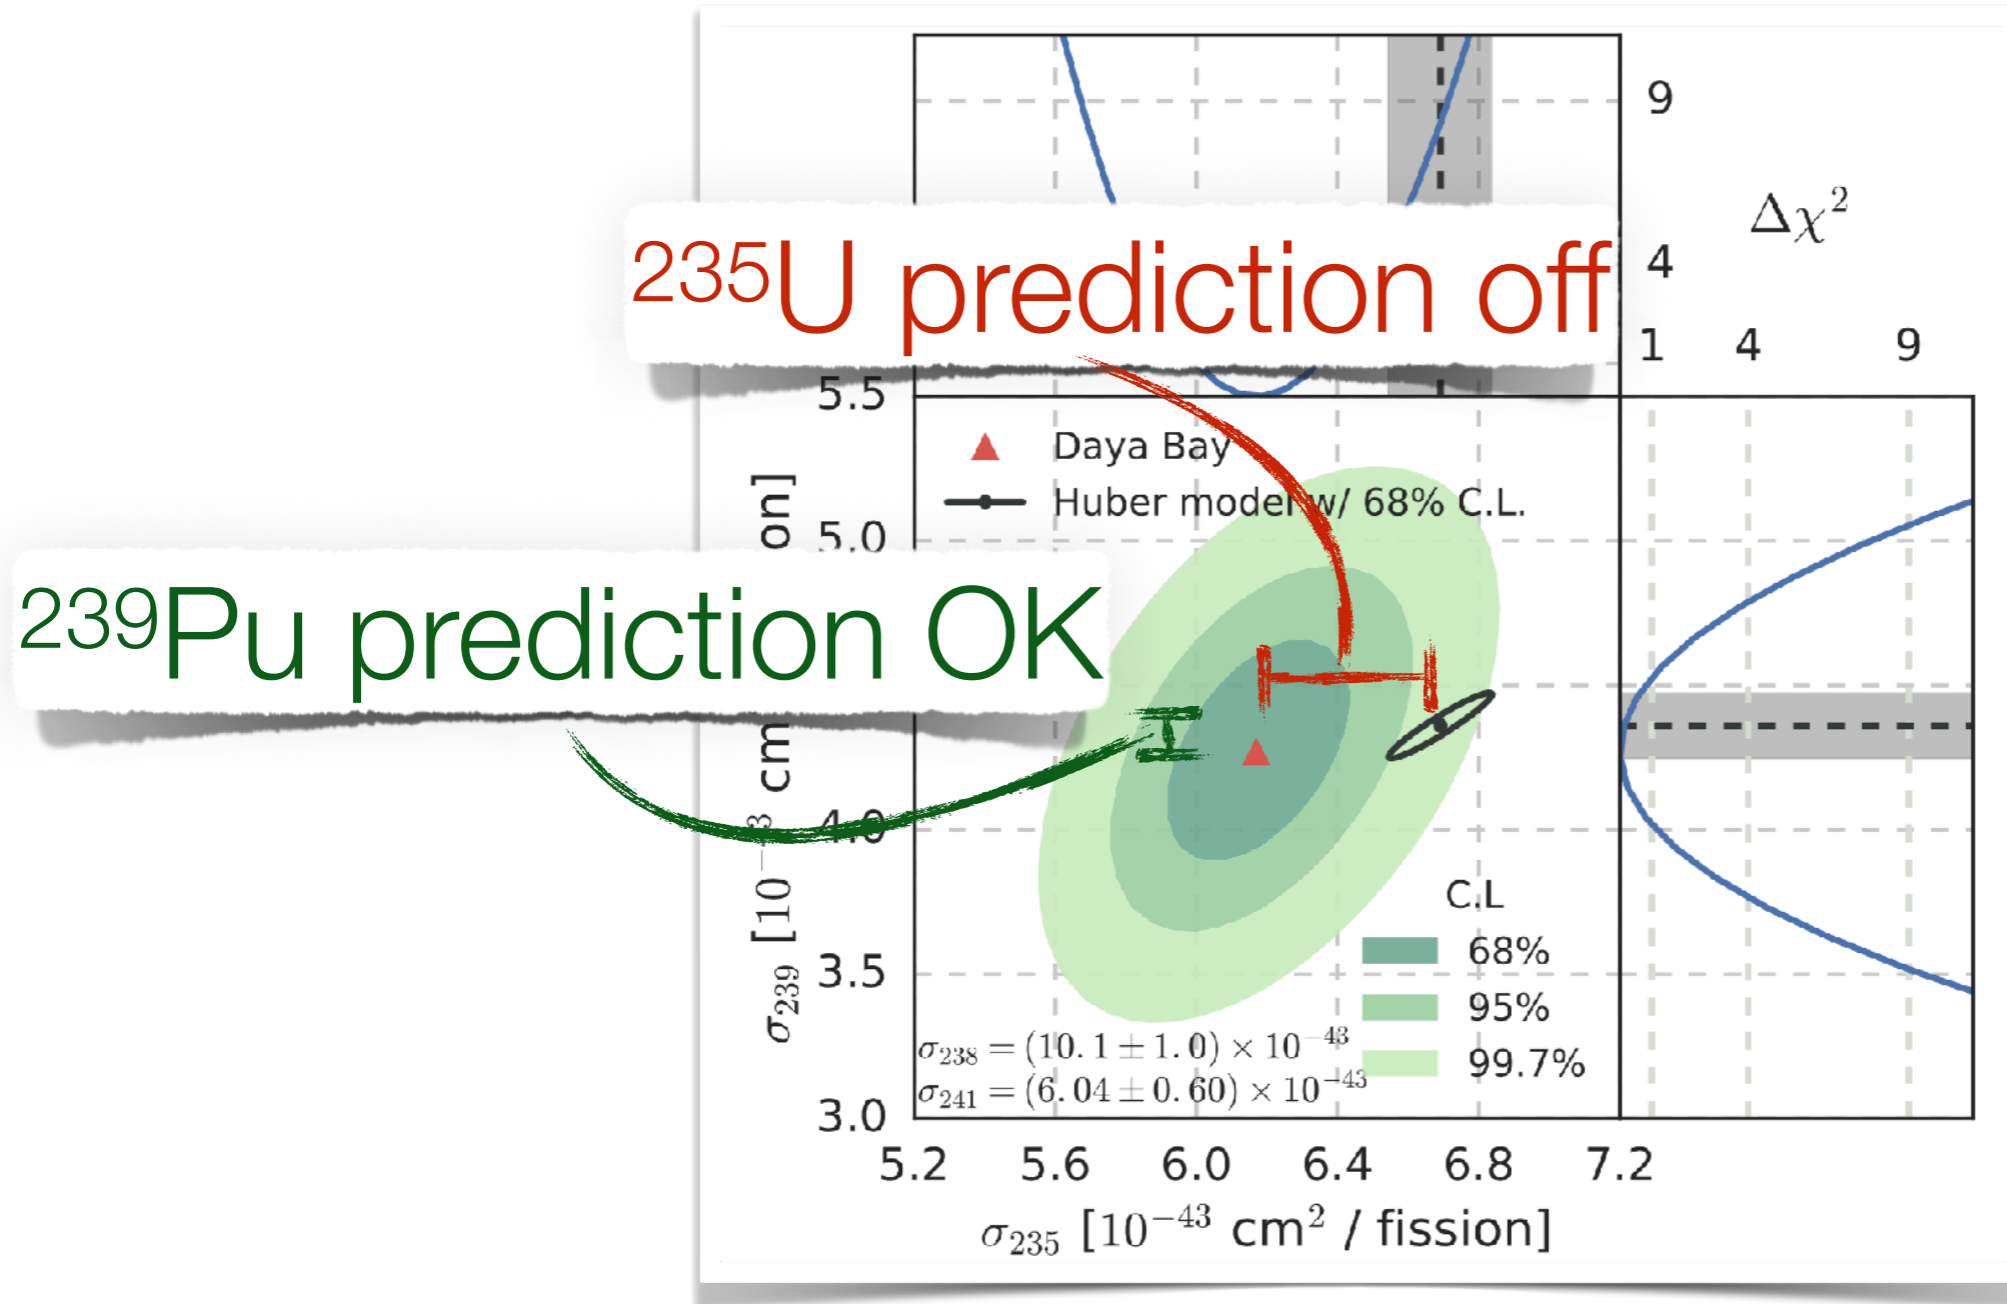 9
Δχ²
²³⁵U prediction off
4
1 4 9
5.5
Daya Bay
Huber model w/ 68% C.L.
5.0
²³⁹Pu prediction OK
4.0
C.L
68%
3.5
95%
σ₂₃₈ = (10.1 ± 1.0) × 10⁻⁴³
99.7%
σ₂₄₁ = (6.04 ± 0.60) × 10⁻⁴³
3.0
5.2 5.6 6.0 6.4 6.8 7.2
σ₂₃₅ [10⁻⁴³ cm² / fission]
σ₂₃₉ [10 cm on]